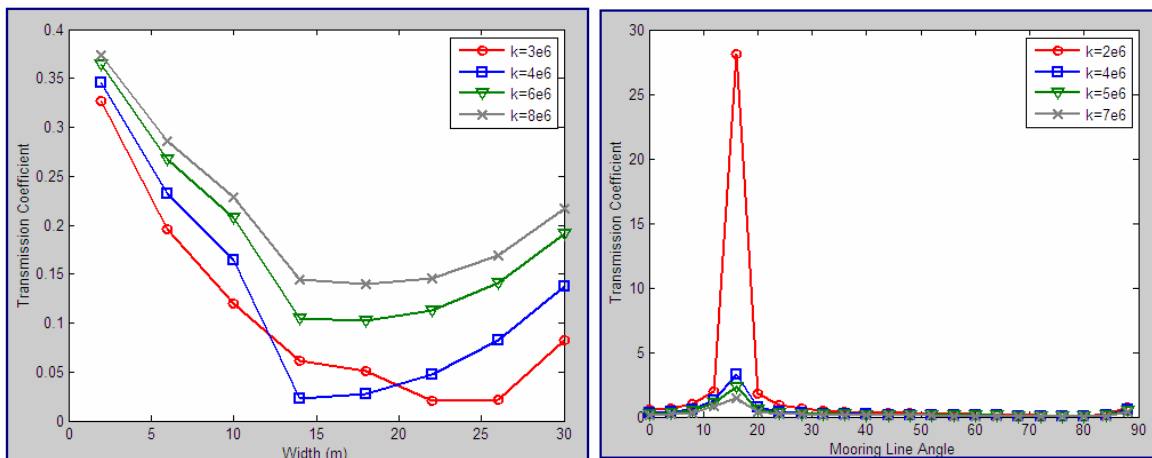 0.4
0.35
0.3
0.25
0.2
0.15
0.1
0.05
0
Transmission Coefficient
0 5 10 15 20 25 30
Width (m)
k=3e6
k=4e6
k=6e6
k=8e6
30
25
20
15
10
5
0
Transmission Coefficient
0 10 20 30 40 50 60 70 80 90
Mooring Line Angle
k=2e6
k=4e6
k=5e6
k=7e6